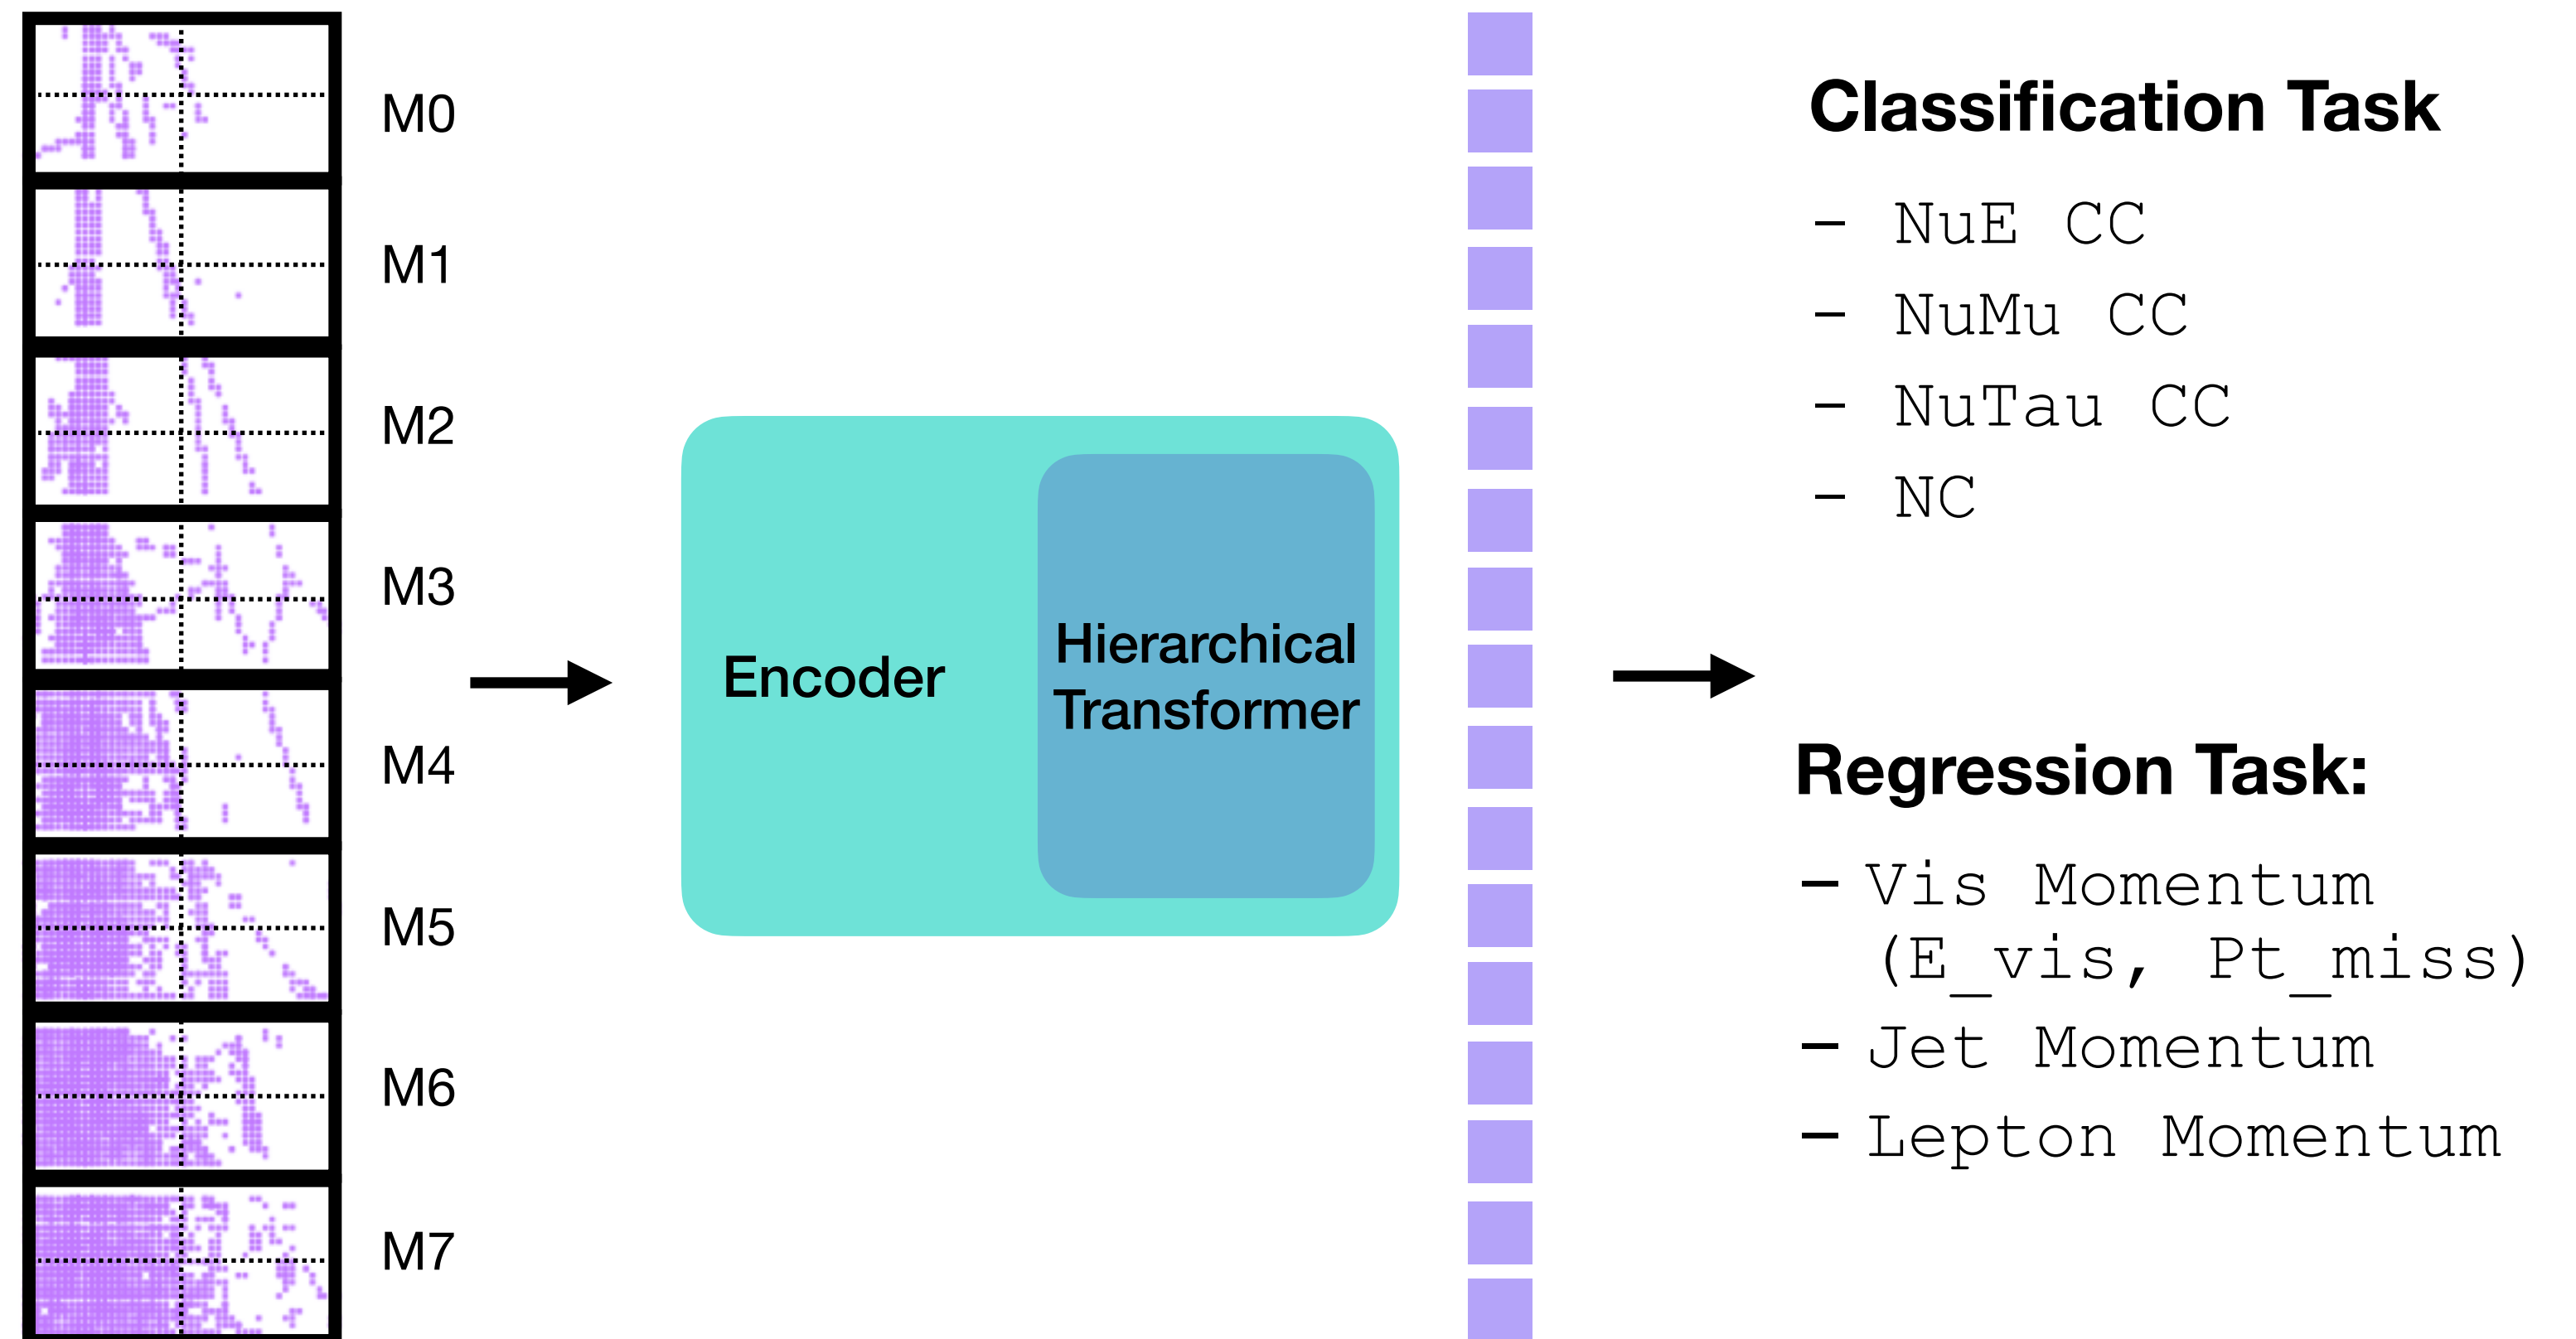 M0
M1
M2
M3
M4
M5
M6
M7
Encoder
Hierarchical
Transformer
Classification Task
- NuE CC
- NuMu CC
- NuTau CC
- NC
Regression Task:
- Vis Momentum
(E_vis, Pt_miss)
- Jet Momentum
- Lepton Momentum